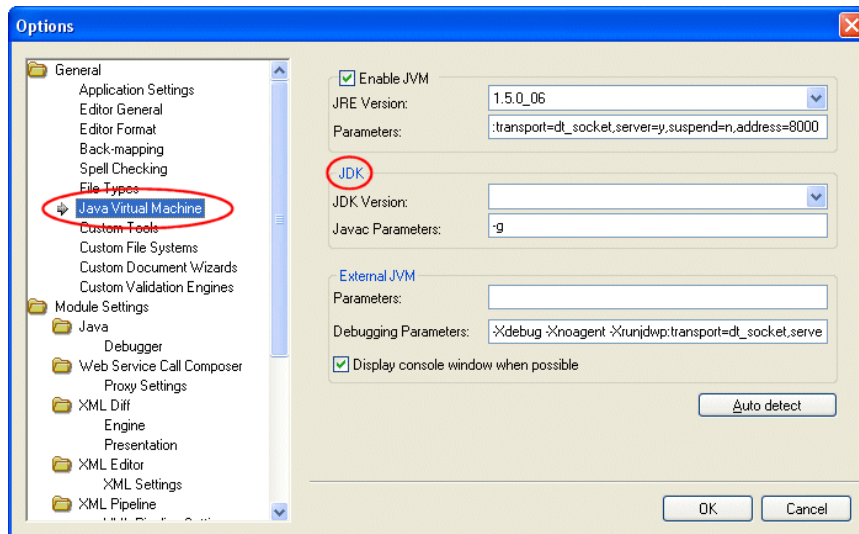 Options
General
Application Settings
Editor General
Editor Format
Back-mapping
Spell Checking
File Types
Java Virtual Machine
Custom Tools
Custom File Systems
Custom Document Wizards
Custom Validation Engines
Module Settings
Java
Debugger
Web Service Call Composer
Proxy Settings
XML Diff
Engine
Presentation
XML Editor
XML Settings
XML Pipeline
Enable JVM
JRE Version: 1.5.0_06
Parameters: :transport=dt_socket,server=y,suspend=n,address=8000
JDK
JDK Version:
Javac Parameters: -g
External JVM
Parameters:
Debugging Parameters: -Xdebug -Xnoagent -Xrunjdwp:transport=dt_socket,serve
Display console window when possible
Auto detect
OK Cancel